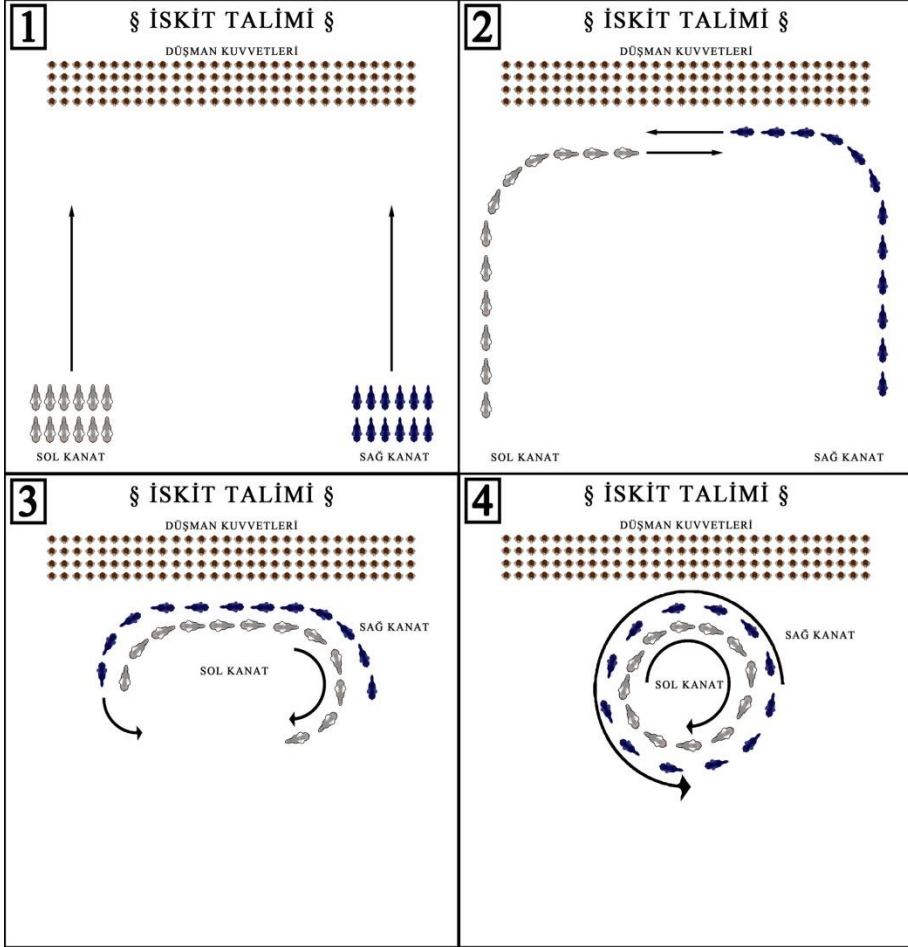 1
§ İSKİT TALİMİ §
DÜŞMAN KUVVETLERİ
SOL KANAT
SAĞ KANAT
2
§ İSKİT TALİMİ §
DÜŞMAN KUVVETLERİ
SOL KANAT
SAĞ KANAT
3
§ İSKİT TALİMİ §
DÜŞMAN KUVVETLERİ
SAĞ KANAT
SOL KANAT
4
§ İSKİT TALİMİ §
DÜŞMAN KUVVETLERİ
SAĞ KANAT
SOL KANAT